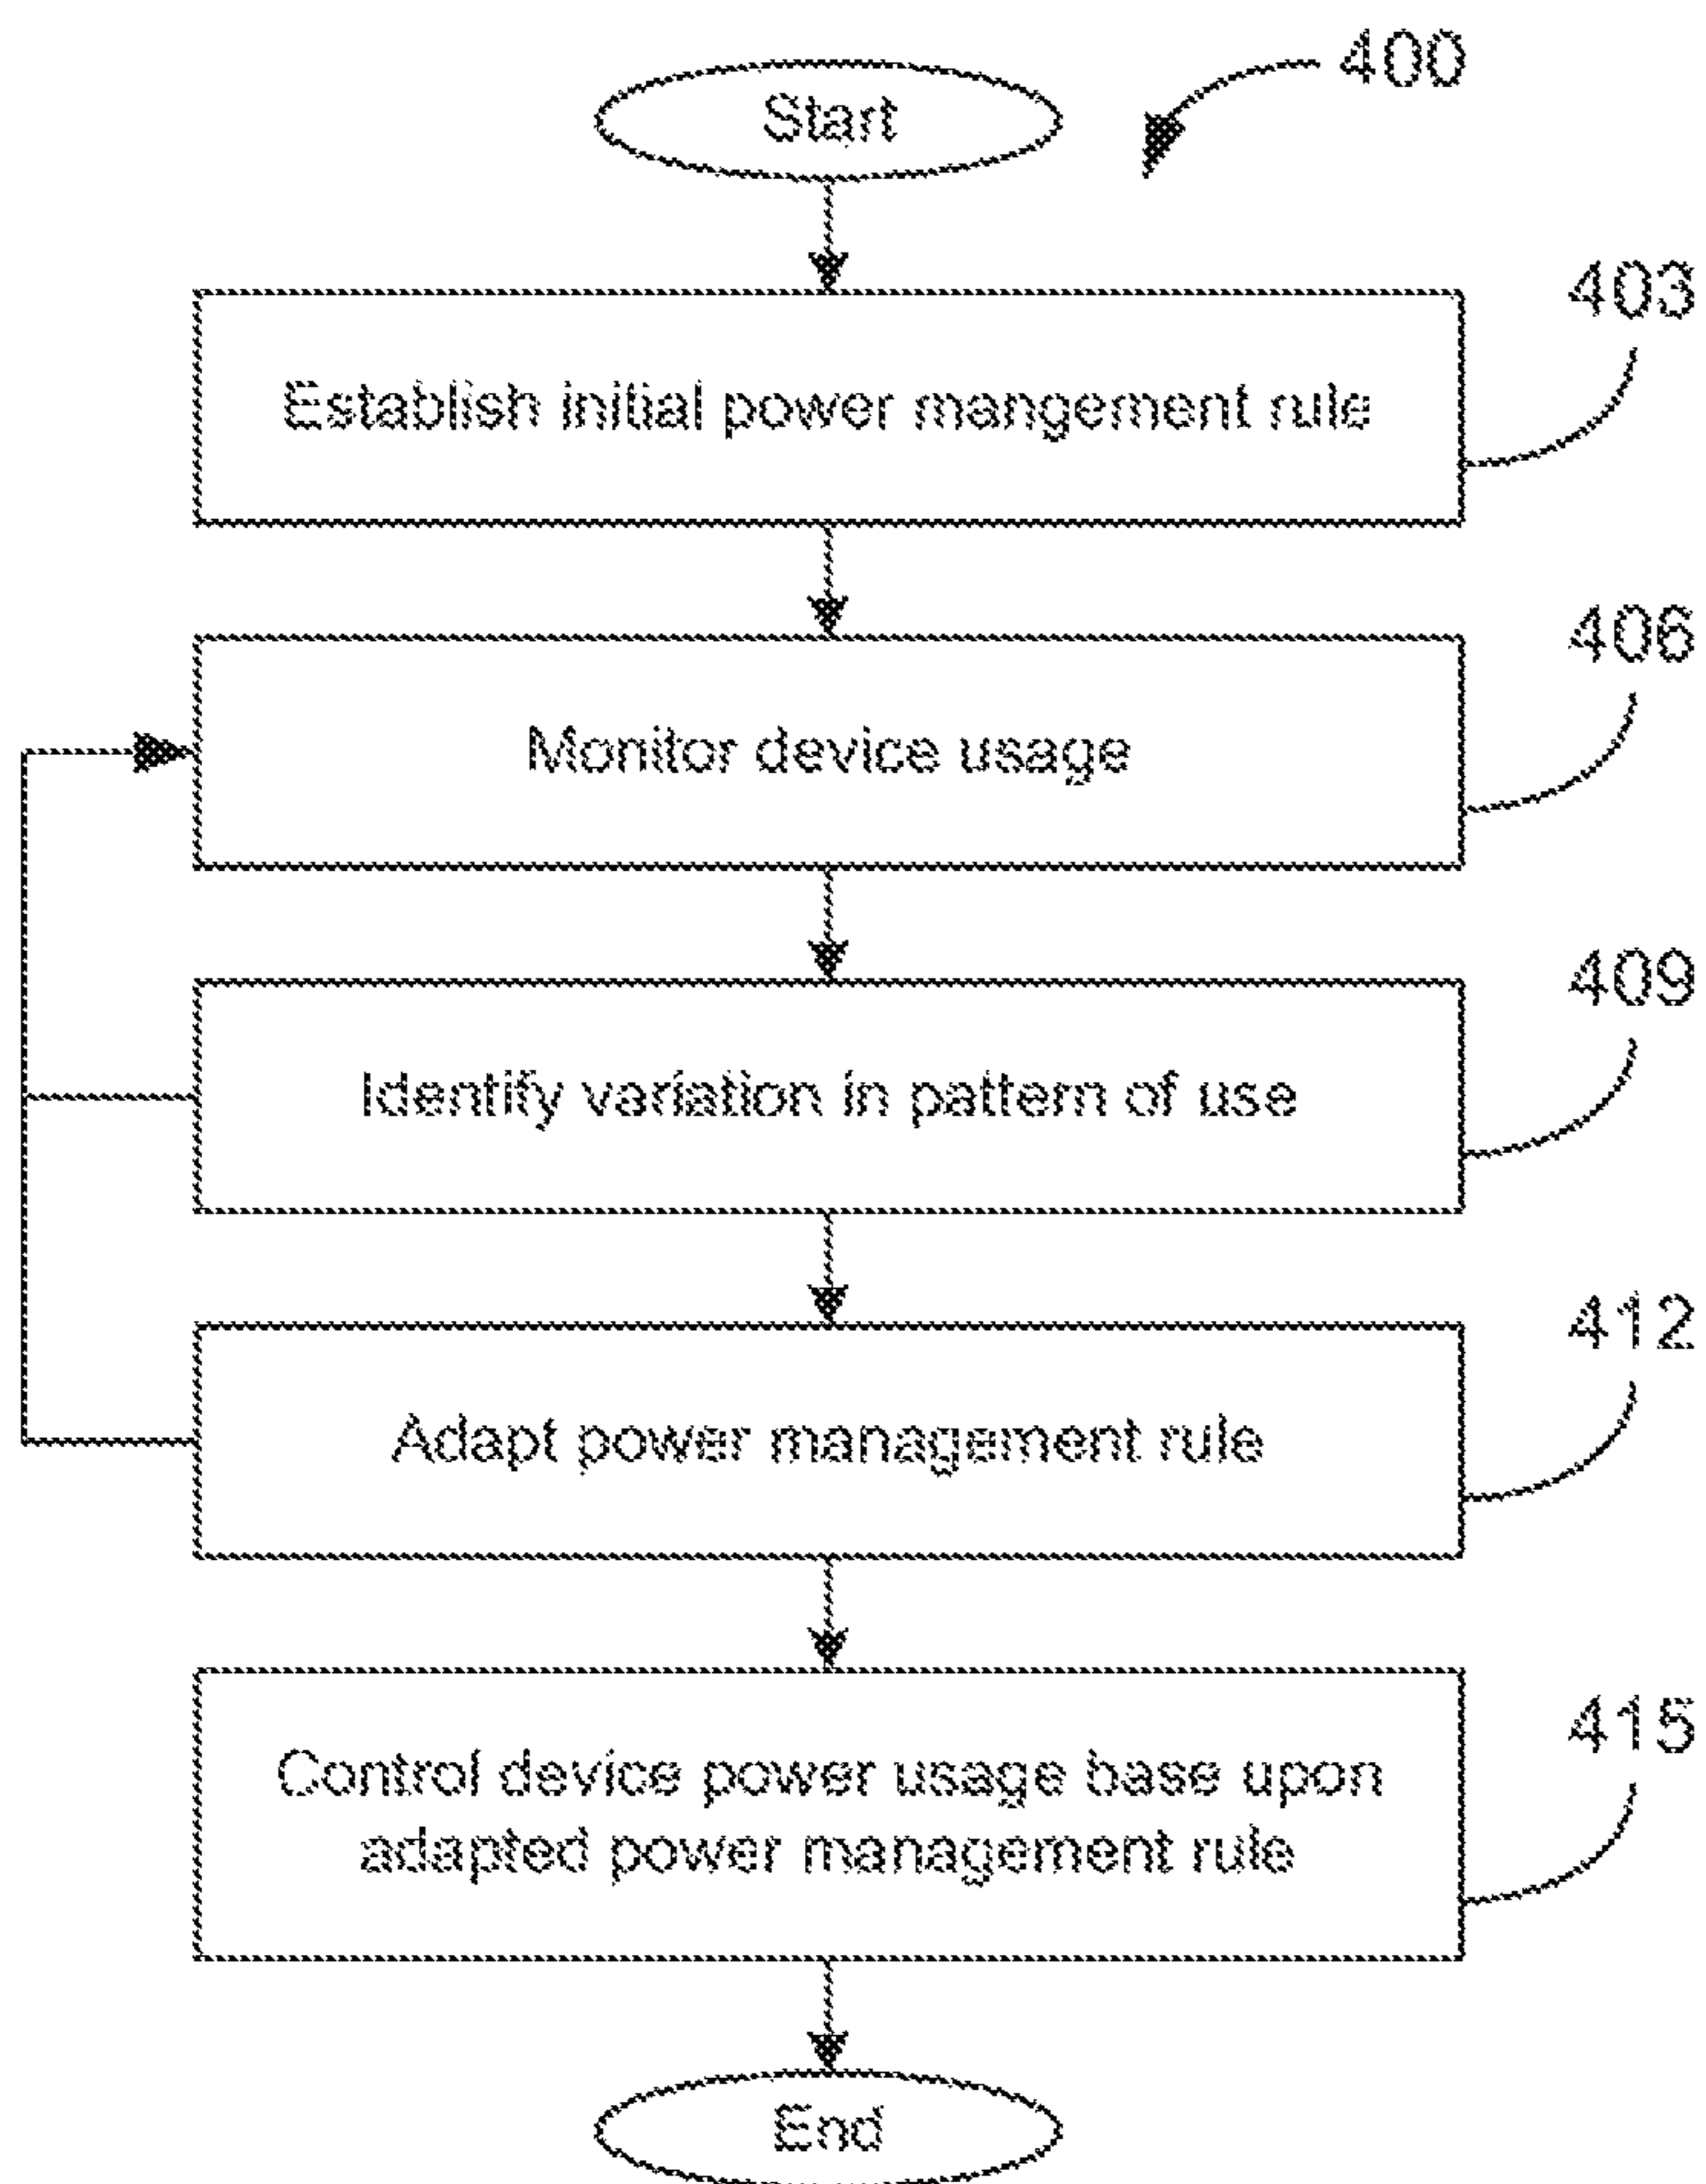 400
Start
403
Establish initial power mangement rule
406
Monitor device usage
409
Identify variation in pattern of use
412
Adapt power management rule
415
Control device power usage base upon
adapted power management rule
End